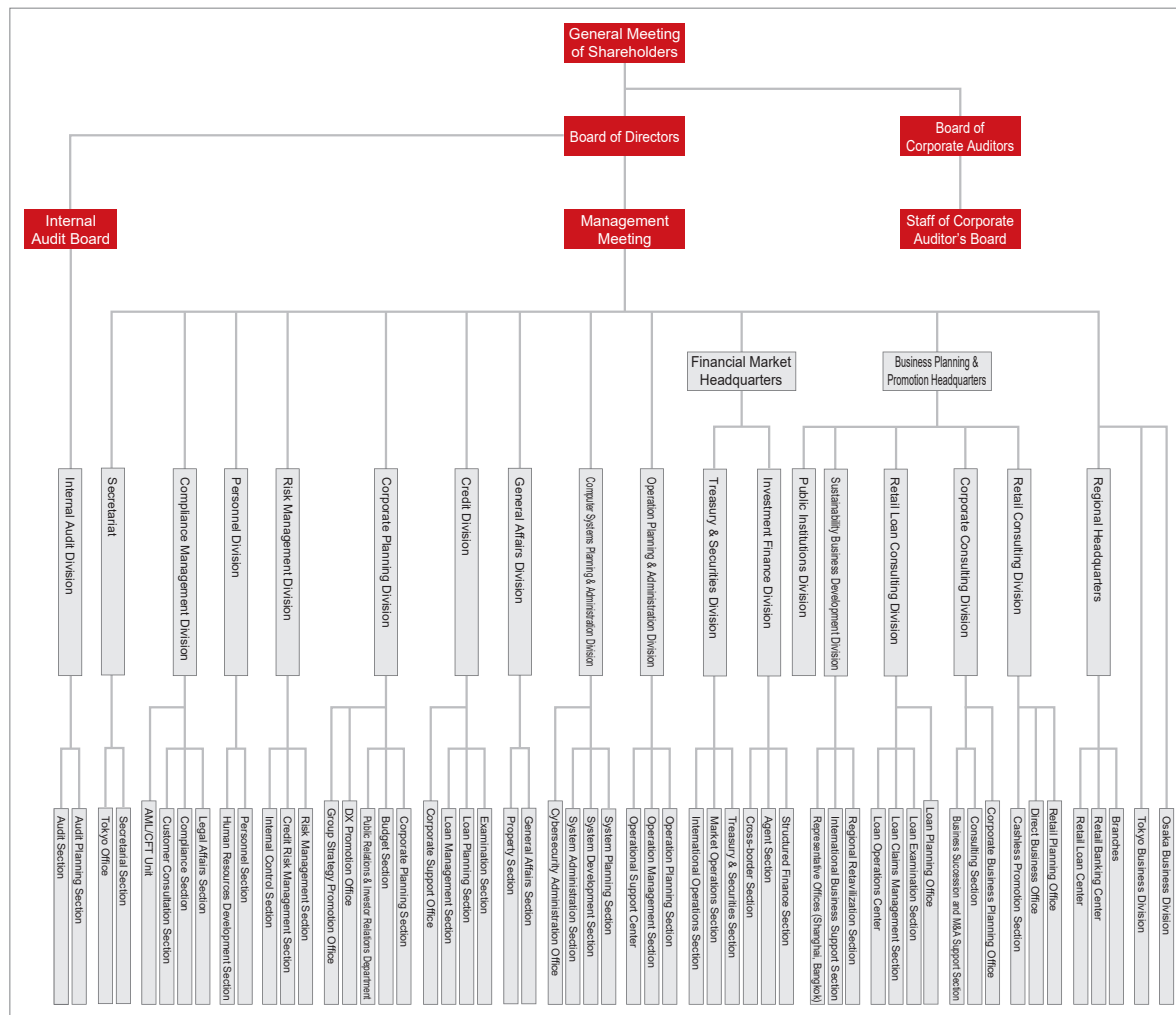 General Meeting
of Shareholders
Board of Directors
Board of
Corporate Auditors
Internal
Audit Board
Management
Meeting
Staff of Corporate
Auditor's Board
Financial Market
Headquarters
Business Planning &
Promotion Headquarters
Internal Audit Division
Secretariat
Compliance Management Division
Personnel Division
Risk Management Division
Corporate Planning Division
Credit Division
General Affairs Division
Computer Systems Planning & Administration Division
Operation Planning & Administration Division
Treasury & Securities Division
Investment Finance Division
Public Institutions Division
Sustainability Business Development Division
Retail Loan Consulting Division
Corporate Consulting Division
Retail Consulting Division
Regional Headquarters
Audit Section
Audit Planning Section
Tokyo Office
Secretarial Section
AML/CFT Unit
Customer Consultation Section
Compliance Section
Legal Affairs Section
Human Resources Development Section
Personnel Section
Internal Control Section
Credit Risk Management Section
Risk Management Section
Group Strategy Promotion Office
DX Promotion Office
Public Relations & Investor Relations Department
Budget Section
Corporate Planning Section
Corporate Support Office
Loan Management Section
Loan Planning Section
Examination Section
Property Section
General Affairs Section
Cybersecurity Administration Office
System Administration Section
System Development Section
System Planning Section
Operational Support Center
Operation Management Section
Operation Planning Section
International Operations Section
Market Operations Section
Treasury & Securities Section
Cross-border Section
Agent Section
Structured Finance Section
Representative Offices (Shanghai, Bangkok)
International Business Support Section
Regional Retavilization Section
Loan Operations Center
Loan Claims Management Section
Loan Examination Section
Loan Planning Office
Business Succession and M&A Support Section
Consulting Section
Corporate Business Planning Office
Cashless Promotion Section
Direct Business Office
Retail Planning Office
Retail Loan Center
Retail Banking Center
Branches
Tokyo Business Division
Osaka Business Division